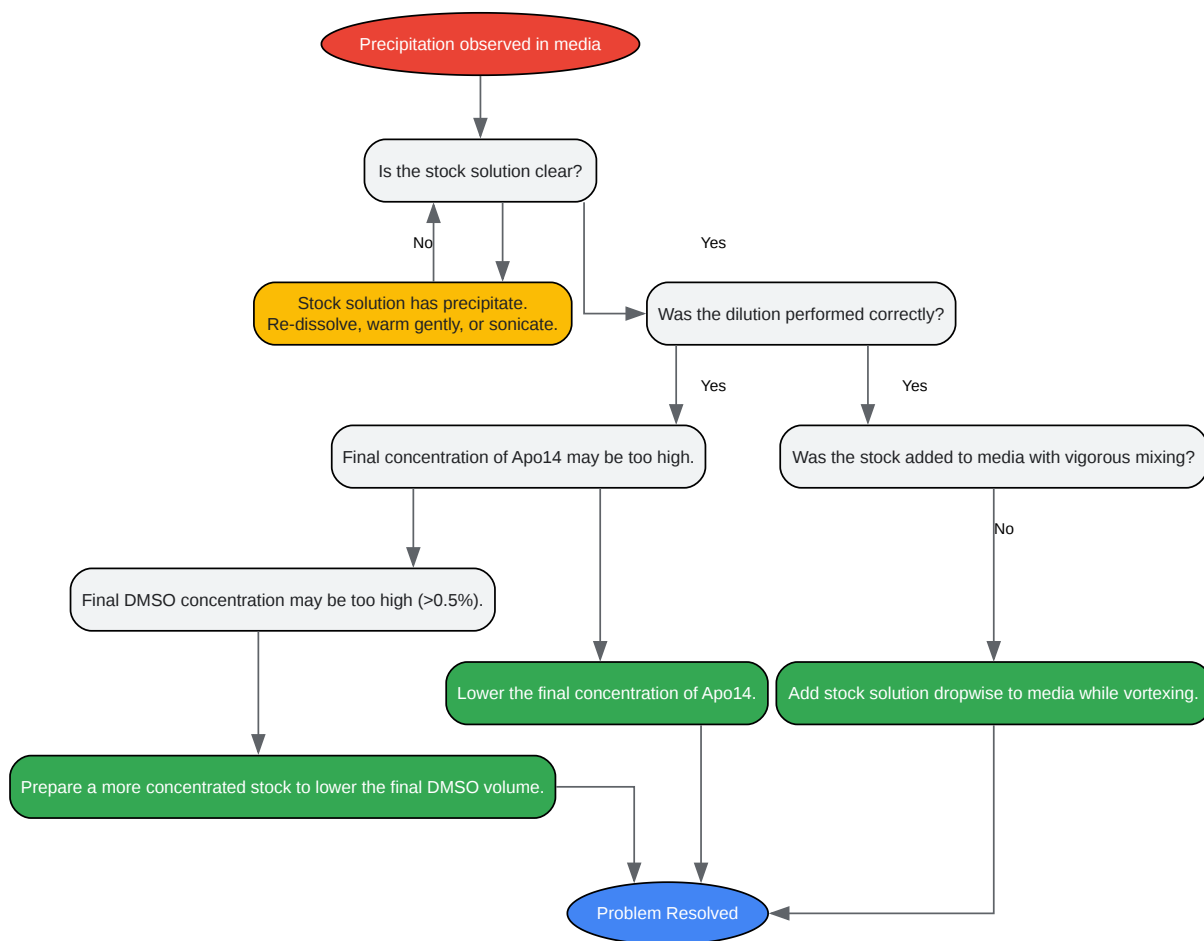 Precipitation observed in media
Is the stock solution clear?
No
Yes
Stock solution has precipitate.
Re-dissolve, warm gently, or sonicate.
Was the dilution performed correctly?
Yes
Yes
Final concentration of Apo14 may be too high.
Was the stock added to media with vigorous mixing?
No
Final DMSO concentration may be too high (>0.5%).
Lower the final concentration of Apo14.
Add stock solution dropwise to media while vortexing.
Prepare a more concentrated stock to lower the final DMSO volume.
Problem Resolved